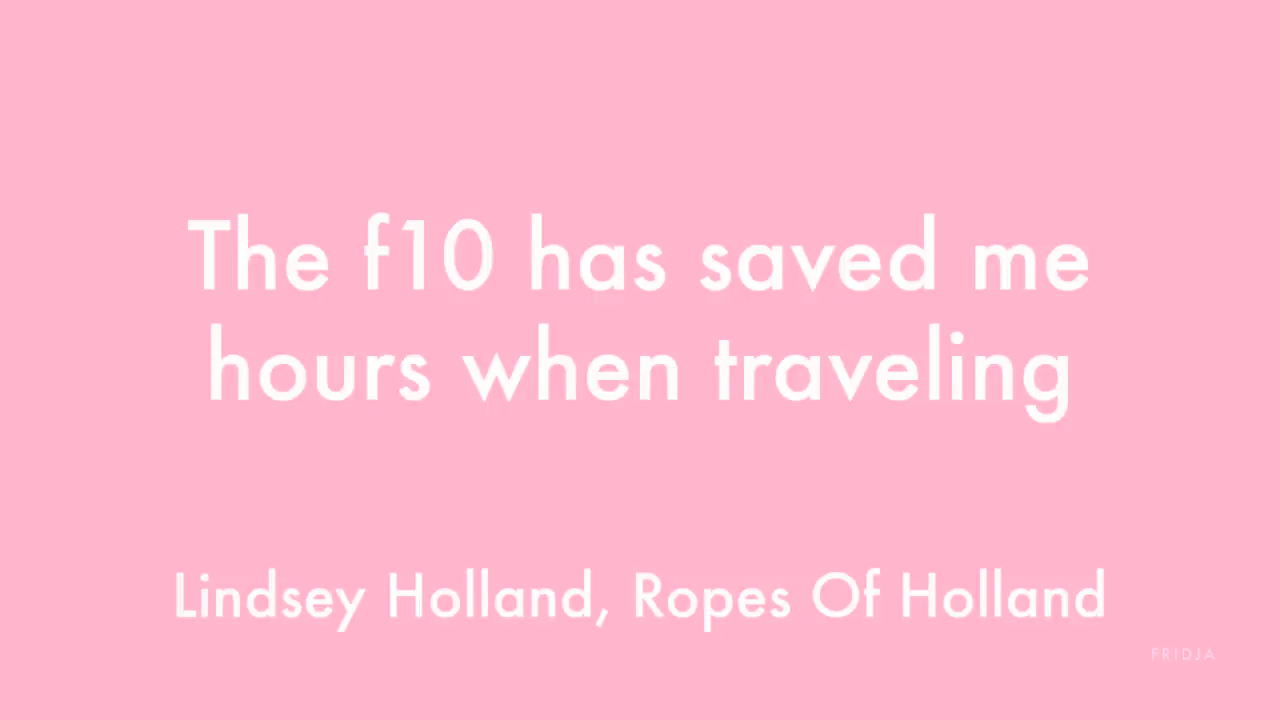 The f10 has saved me
hours when traveling
Lindsey Holland, Ropes Of Holland
FRIDJA